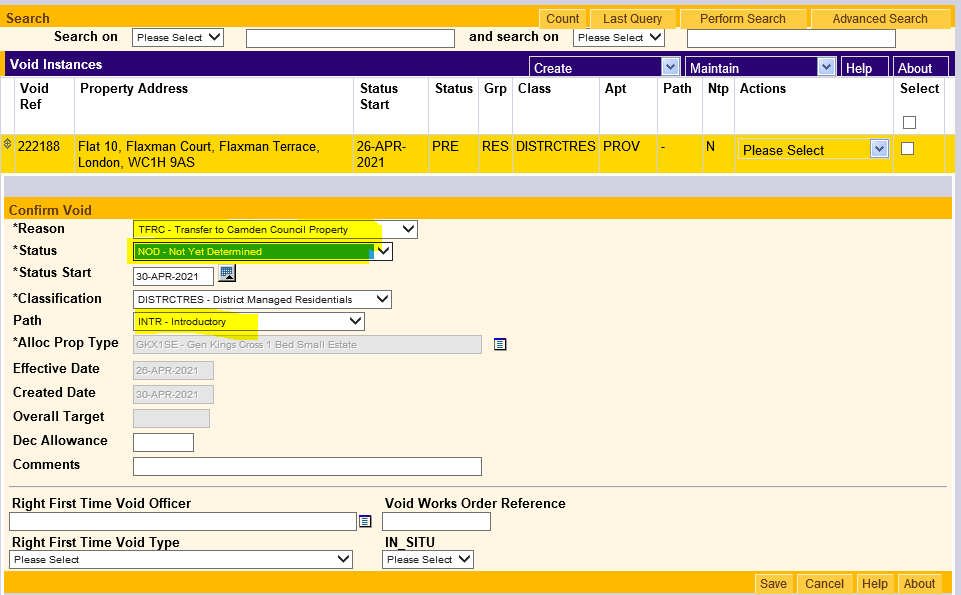 Search Count Last Query Perform Search Advanced Search
Search on Please Select and search on Please Select
Void Instances Create Maintain Help About
Void Ref Property Address Status Start Status Grp Class Apt Path Ntp Actions Select
222188 Flat 10, Flaxman Court, Flaxman Terrace, 26-APR- PRE RES DISTRCTRES PROV - N Please Select
London, WC1H 9AS 2021
Confirm Void
*Reason TFRC - Transfer to Camden Council Property
*Status NOD - Not Yet Determined
*Status Start 30-APR-2021
*Classification DISTRCTRES - District Managed Residentials
Path INTR - Introductory
*Alloc Prop Type GKX1SE - Gen Kings Cross 1 Bed Small Estate
Effective Date 26-APR-2021
Created Date 30-APR-2021
Overall Target
Dec Allowance
Comments
Right First Time Void Officer Void Works Order Reference
Right First Time Void Type IN_SITU
Please Select Please Select
Save Cancel Help About